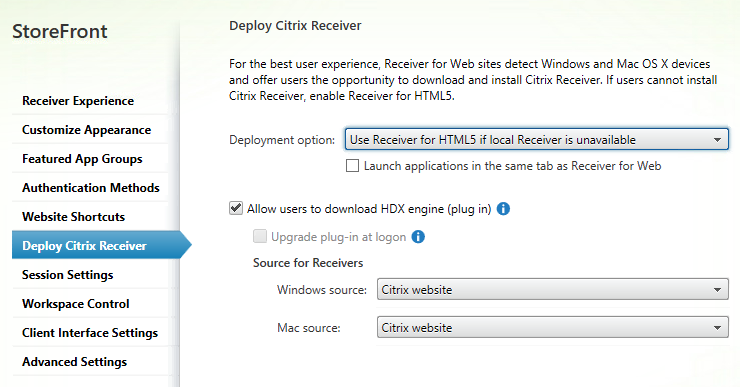 StoreFront
Receiver Experience
Customize Appearance
Featured App Groups
Authentication Methods
Website Shortcuts
Deploy Citrix Receiver
Session Settings
Workspace Control
Client Interface Settings
Advanced Settings
Deploy Citrix Receiver
For the best user experience, Receiver for Web sites detect Windows and Mac OS X devices
and offer users the opportunity to download and install Citrix Receiver. If users cannot install
Citrix Receiver, enable Receiver for HTML5.
Deployment option: Use Receiver for HTML5 if local Receiver is unavailable
Launch applications in the same tab as Receiver for Web
Allow users to download HDX engine (plug in)
Upgrade plug-in at logon
Source for Receivers
Windows source: Citrix website
Mac source: Citrix website